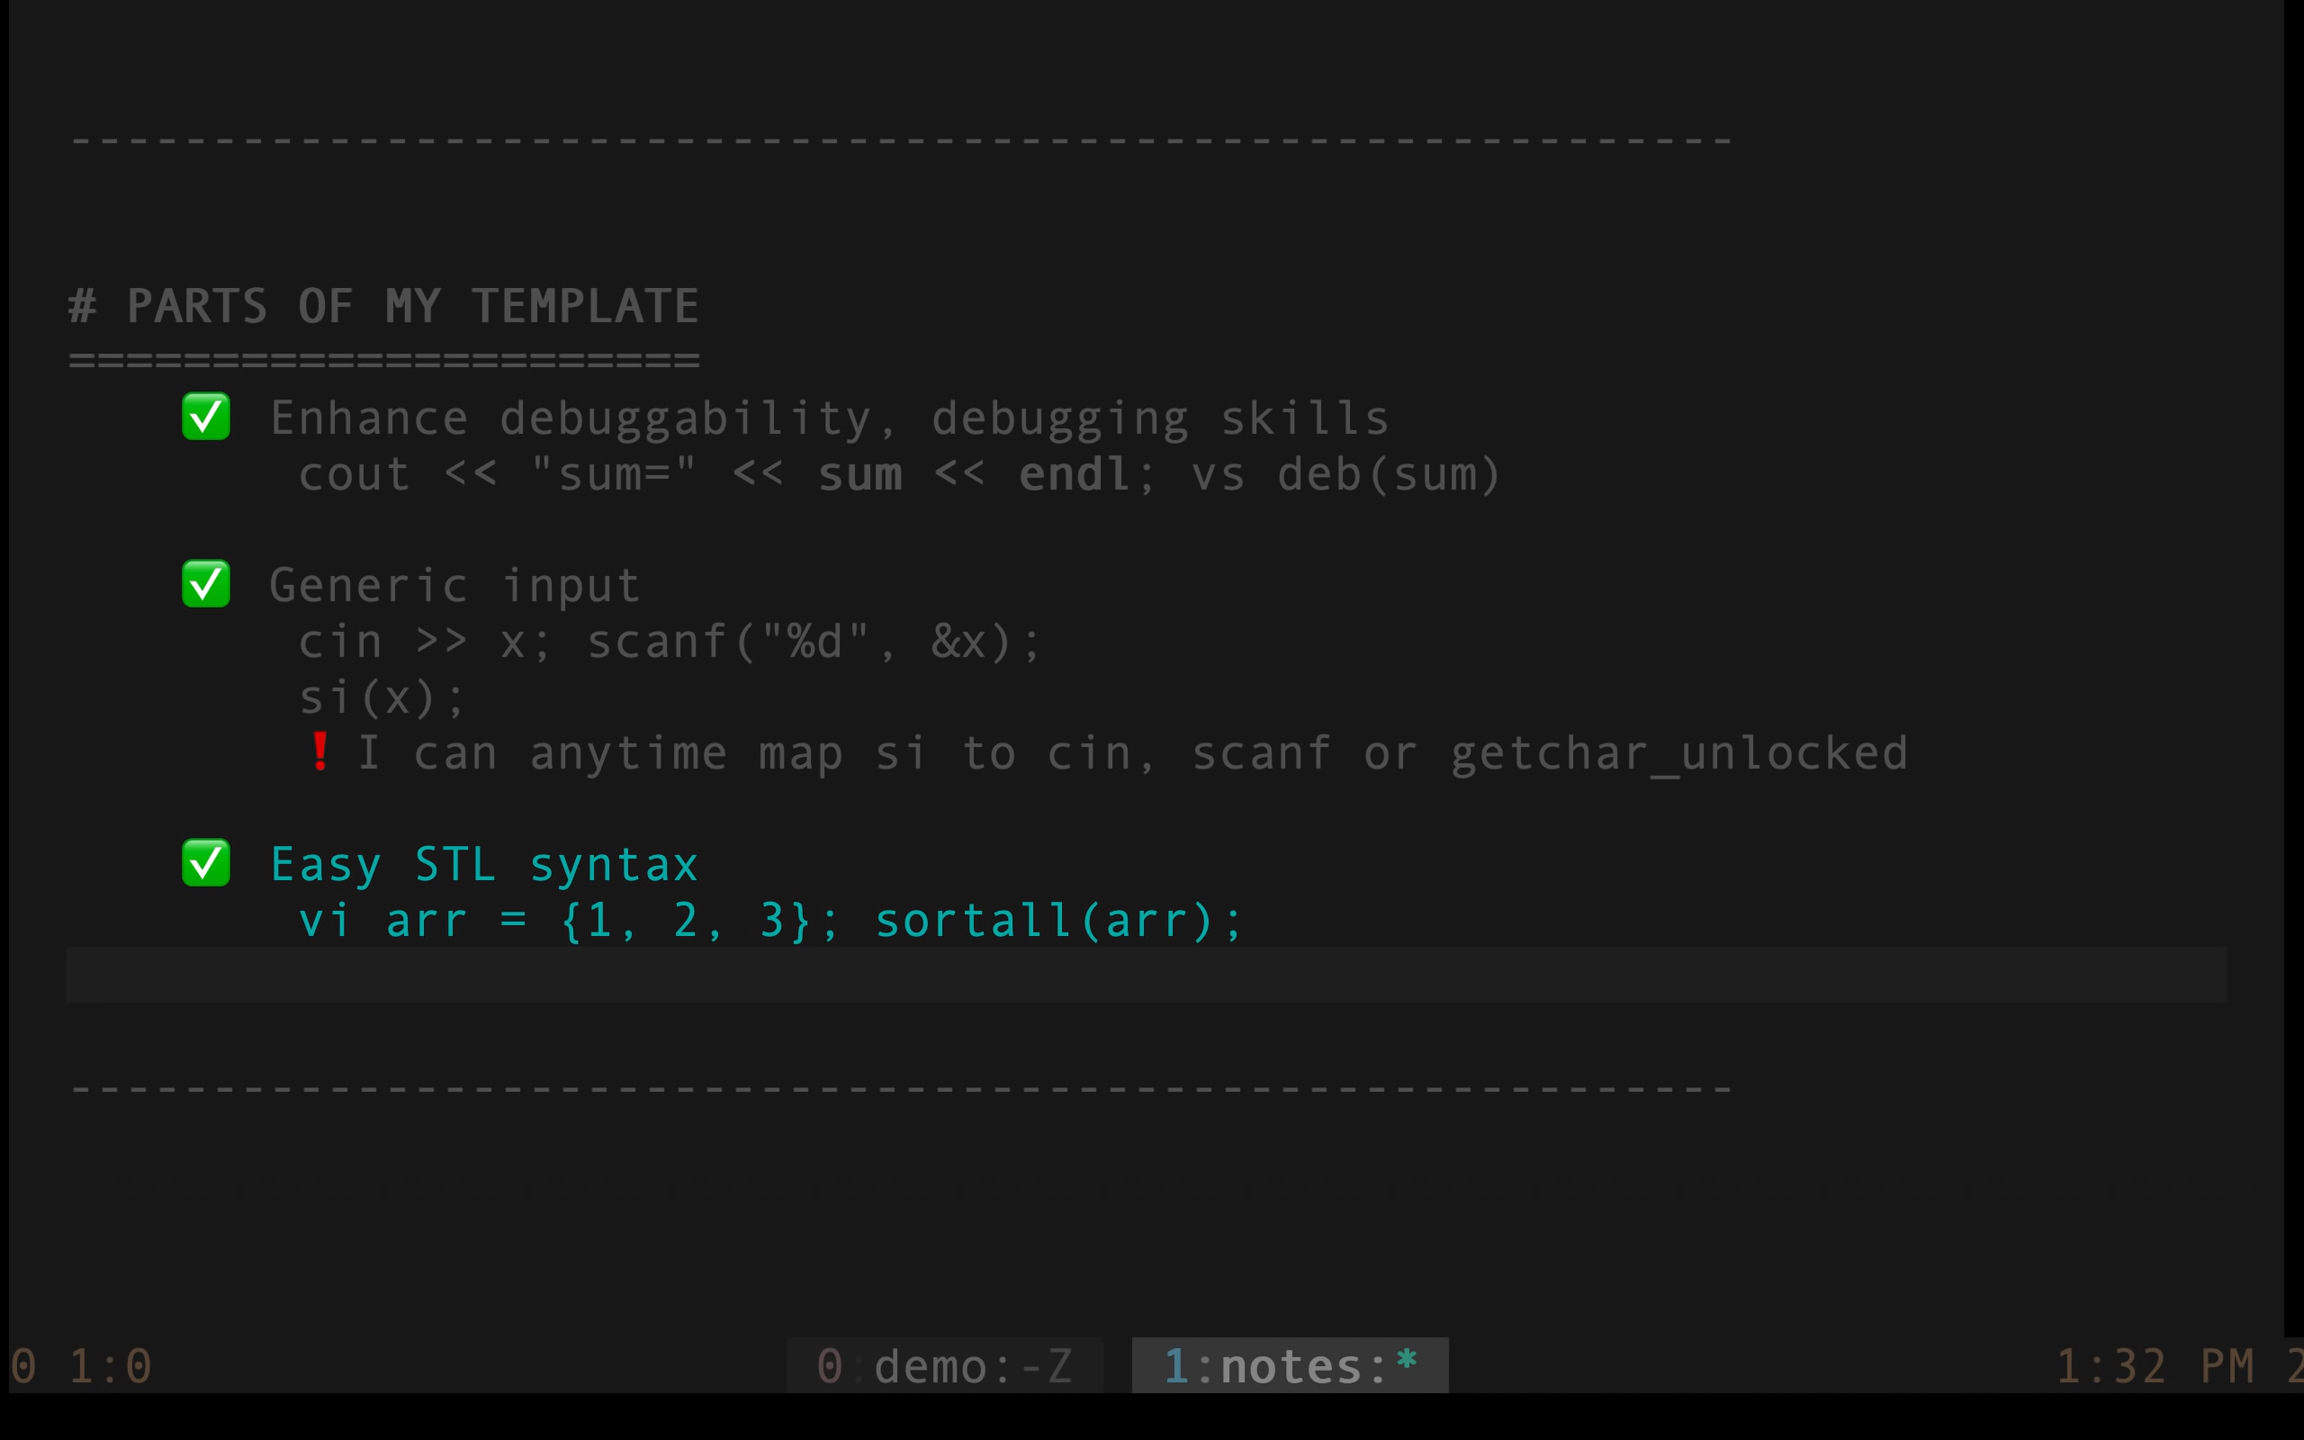 ---------------------------------------------------------
# PARTS OF MY TEMPLATE
======================
✅ Enhance debuggability, debugging skills
cout << "sum=" << sum << endl; vs deb(sum)
✅ Generic input
cin >> x; scanf("%d", &x);
si(x);
❗ I can anytime map si to cin, scanf or getchar_unlocked
✅ Easy STL syntax
vi arr = {1, 2, 3}; sortall(arr);
---------------------------------------------------------
0 1:0 0:demo:-Z 1:notes:* 1:32 PM 2